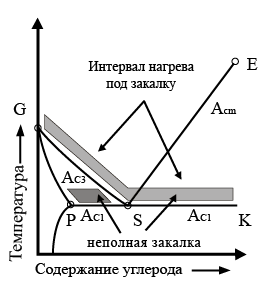 E
Интервал нагрева
под закалку
Acm
G
Ac3
P
Ac1
S
Ac1
K
неполная закалка
Температура
Содержание углерода